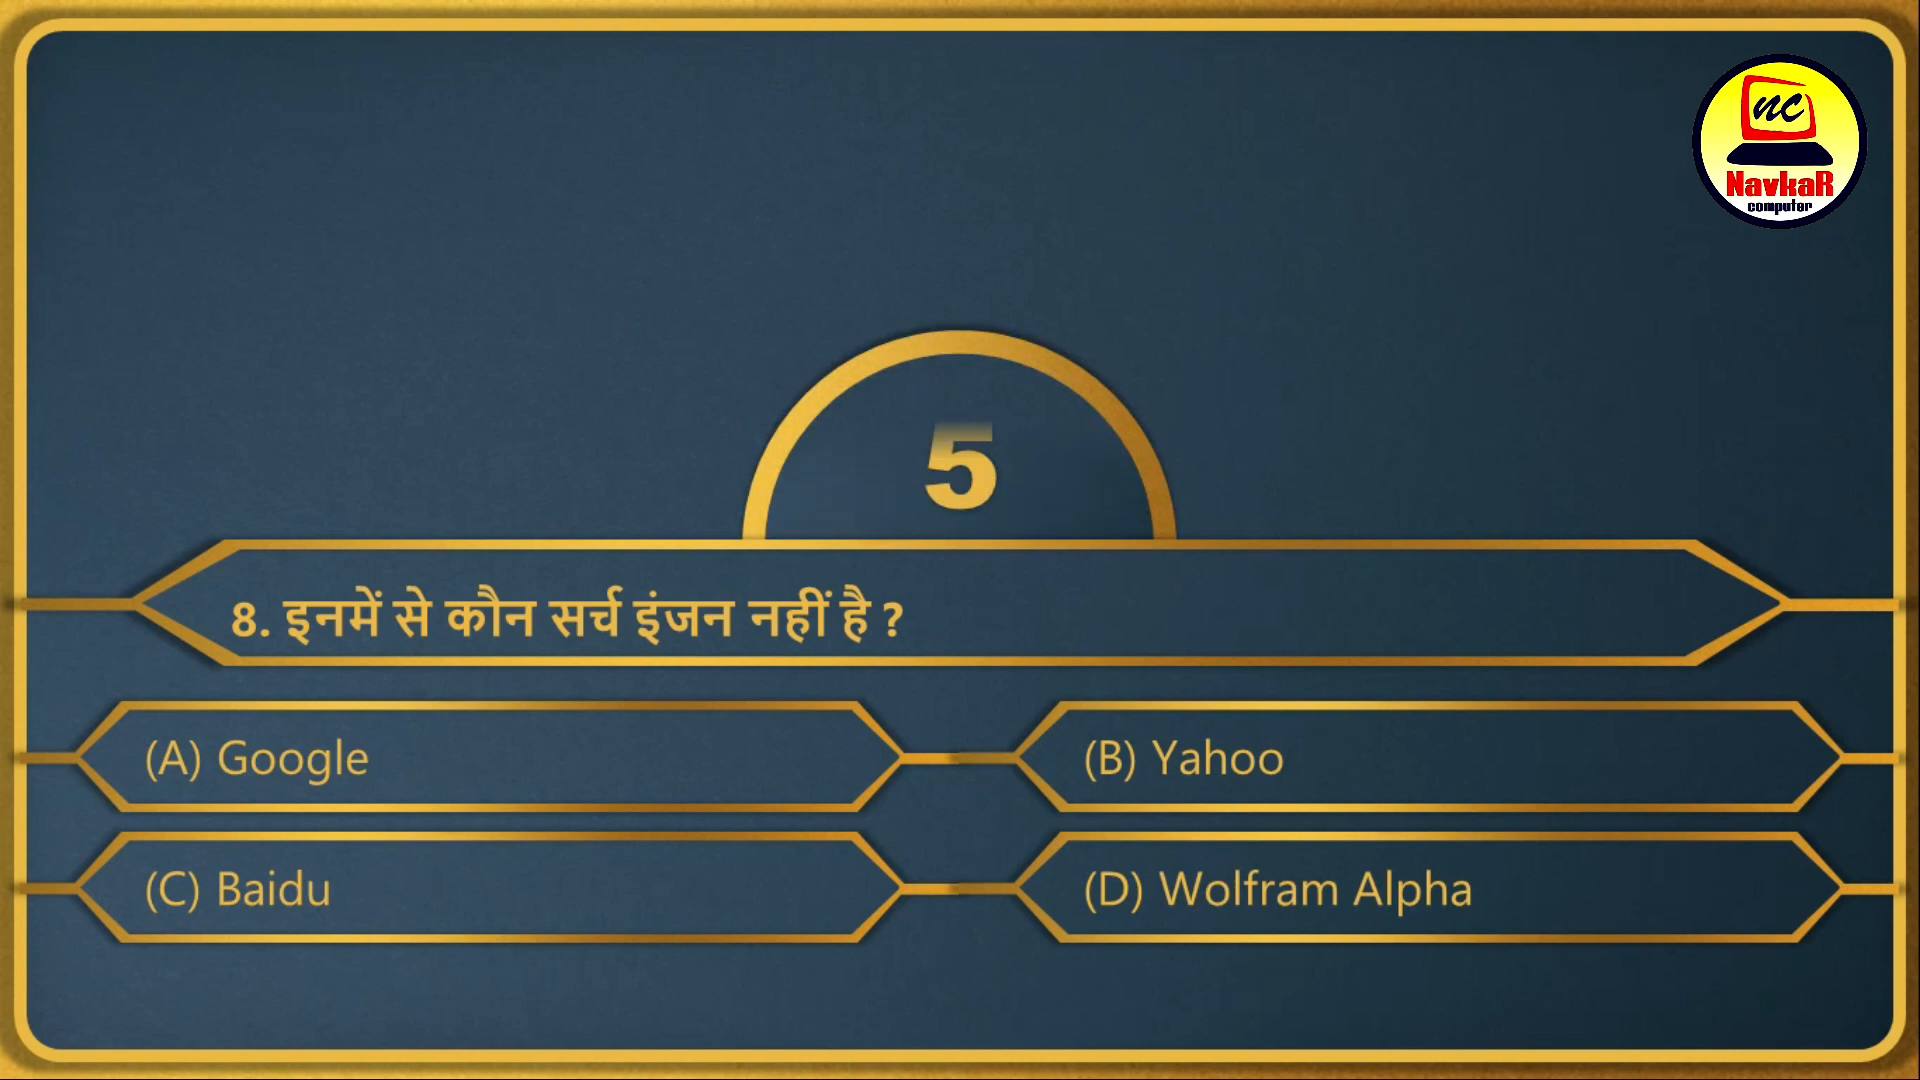 nc
NavkaR
computer
5
8. इनमें से कौन सर्च इंजन नहीं है ?
(A) Google
(B) Yahoo
(C) Baidu
(D) Wolfram Alpha